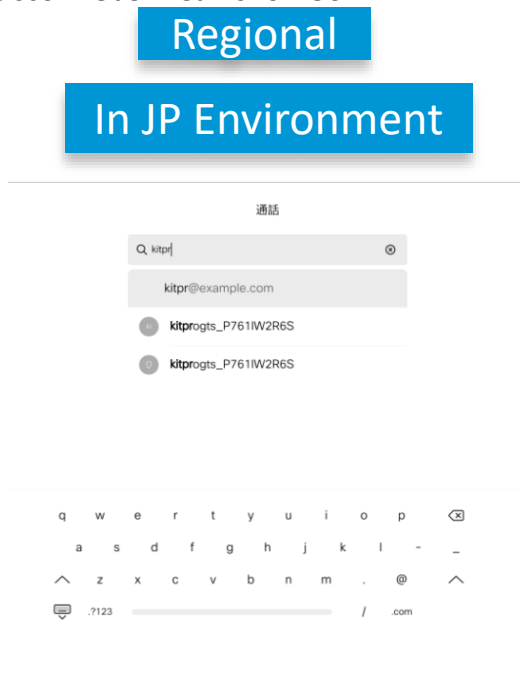 Regional
In JP Environment
通話
kitpr
kitpr@example.com
kitprogts_P761IW2R6S
kitprogts_P761IW2R6S
q w e r t y u i o p
a s d f g h j k l - _
z x c v b n m . @
.?123 / .com